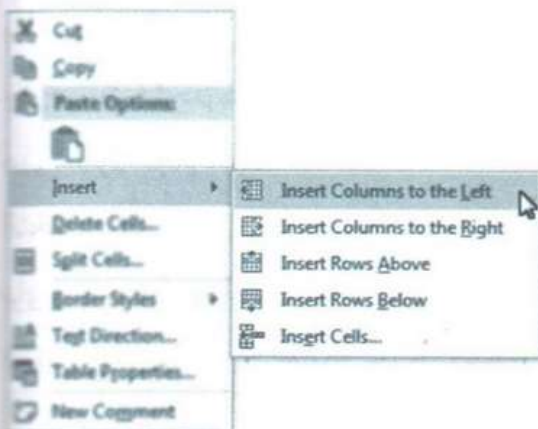 Cut
Copy
Paste Options:
Insert
Delete Cells...
Split Cells...
Border Styles
Text Direction...
Table Properties...
New Comment
Insert Columns to the Left
Insert Columns to the Right
Insert Rows Above
Insert Rows Below
Insert Cells...